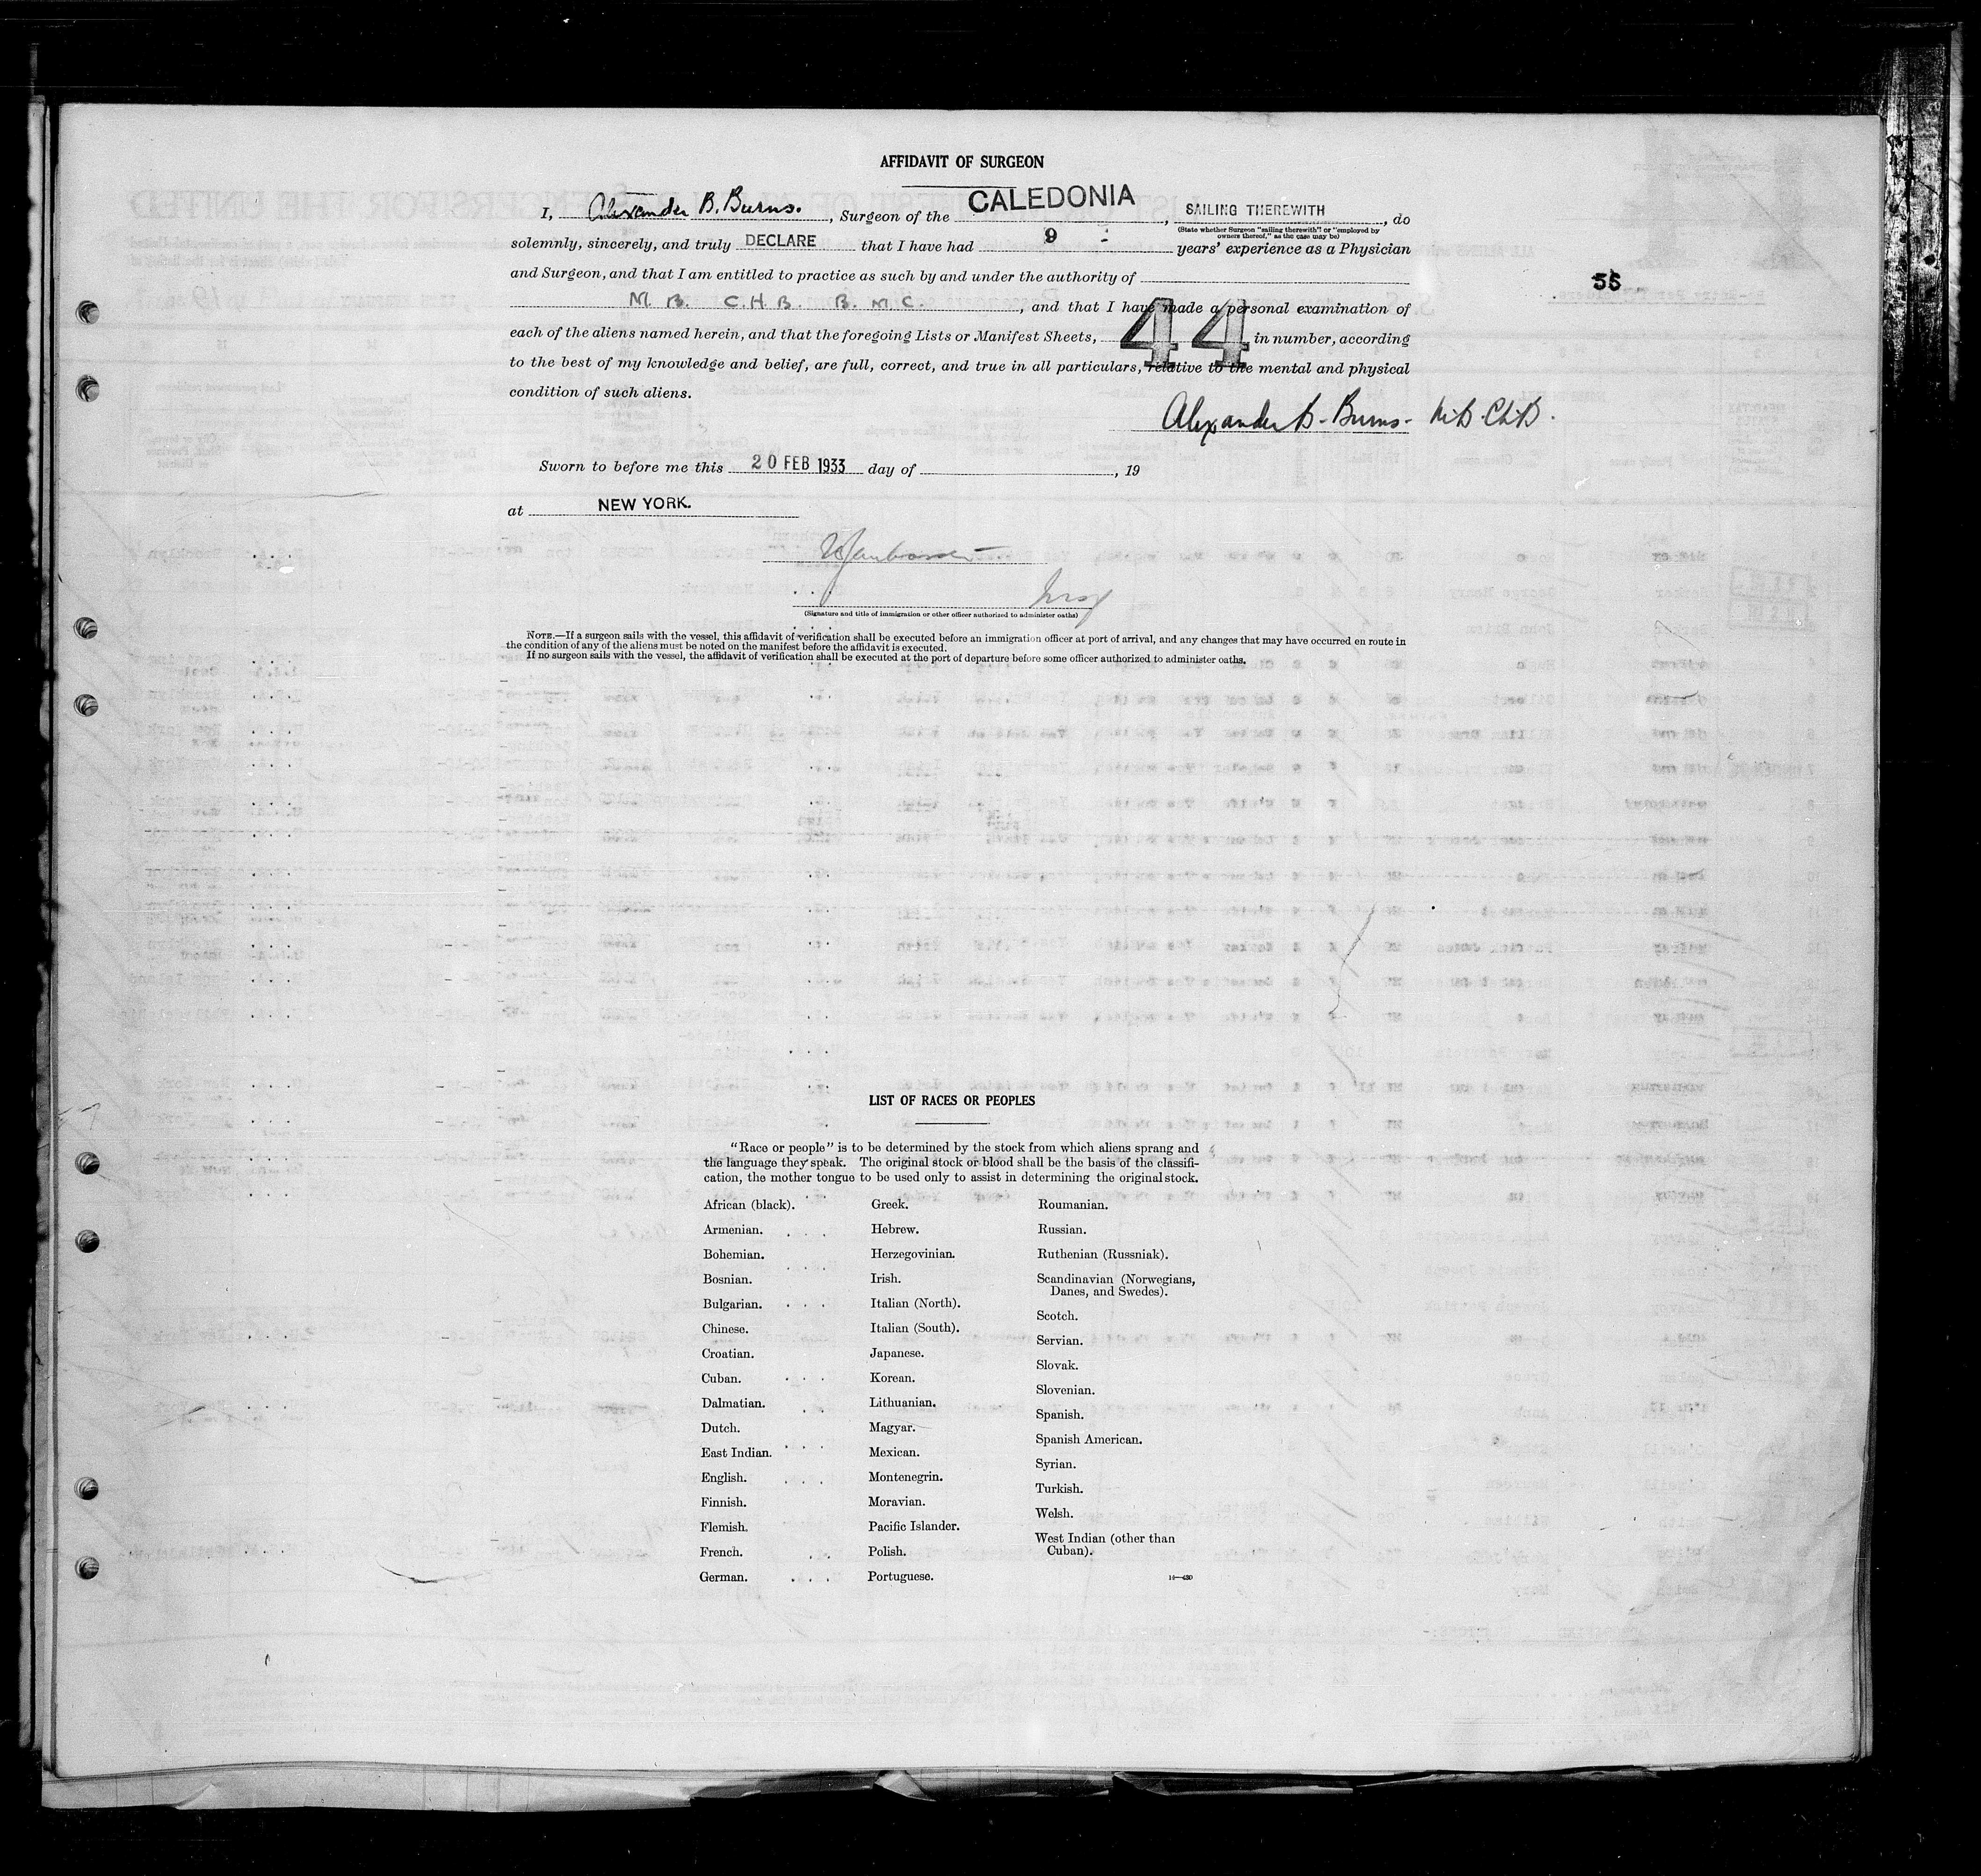 AFFIDAVIT OF SURGEON
I, Alexander B. Burns. , Surgeon of the CALEDONIA , SAILING THEREWITH , do
(State whether Surgeon "sailing therewith" or "employed by
owners thereof," as the case may be)
solemnly, sincerely, and truly DECLARE that I have had 9 - years' experience as a Physician
and Surgeon, and that I am entitled to practice as such by and under the authority of
55
M. B. C.H.B. B.M.C. , and that I have made a personal examination of
each of the aliens named herein, and that the foregoing Lists or Manifest Sheets, 44 in number, according
to the best of my knowledge and belief, are full, correct, and true in all particulars, relative to the mental and physical
condition of such aliens.
Alexander B. Burns. M.B. Ch.B.
Sworn to before me this 20 FEB 1933 day of , 19
at NEW YORK.
(Signature and title of immigration or other officer authorized to administer oaths)
NOTE.—If a surgeon sails with the vessel, this affidavit of verification shall be executed before an immigration officer at port of arrival, and any changes that may have occurred en route in
the condition of any of the aliens must be noted on the manifest before the affidavit is executed.
If no surgeon sails with the vessel, the affidavit of verification shall be executed at the port of departure before some officer authorized to administer oaths.
LIST OF RACES OR PEOPLES
"Race or people" is to be determined by the stock from which aliens sprang and
the language they speak. The original stock or blood shall be the basis of the classifi-
cation, the mother tongue to be used only to assist in determining the original stock.
African (black).
Armenian.
Bohemian.
Bosnian.
Bulgarian.
Chinese.
Croatian.
Cuban.
Dalmatian.
Dutch.
East Indian.
English.
Finnish.
Flemish.
French.
German.
Greek.
Hebrew.
Herzegovinian.
Irish.
Italian (North).
Italian (South).
Japanese.
Korean.
Lithuanian.
Magyar.
Mexican.
Montenegrin.
Moravian.
Pacific Islander.
Polish.
Portuguese.
Roumanian.
Russian.
Ruthenian (Russniak).
Scandinavian (Norwegians,
Danes, and Swedes).
Scotch.
Servian.
Slovak.
Slovenian.
Spanish.
Spanish American.
Syrian.
Turkish.
Welsh.
West Indian (other than
Cuban).
14—430